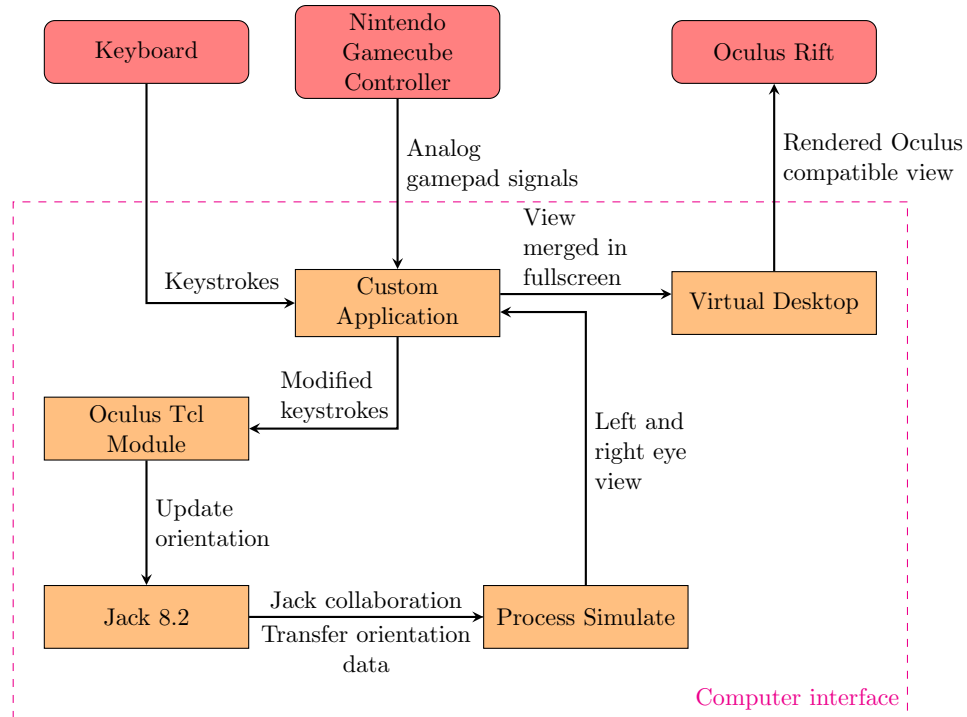 Keyboard
Nintendo
Gamecube
Controller
Oculus Rift
Analog
gamepad signals
Rendered Oculus
compatible view
View
merged in
fullscreen
Keystrokes
Custom
Application
Virtual Desktop
Modified
keystrokes
Oculus Tcl
Module
Left and
right eye
view
Update
orientation
Jack 8.2
Jack collaboration
Transfer orientation
data
Process Simulate
Computer interface